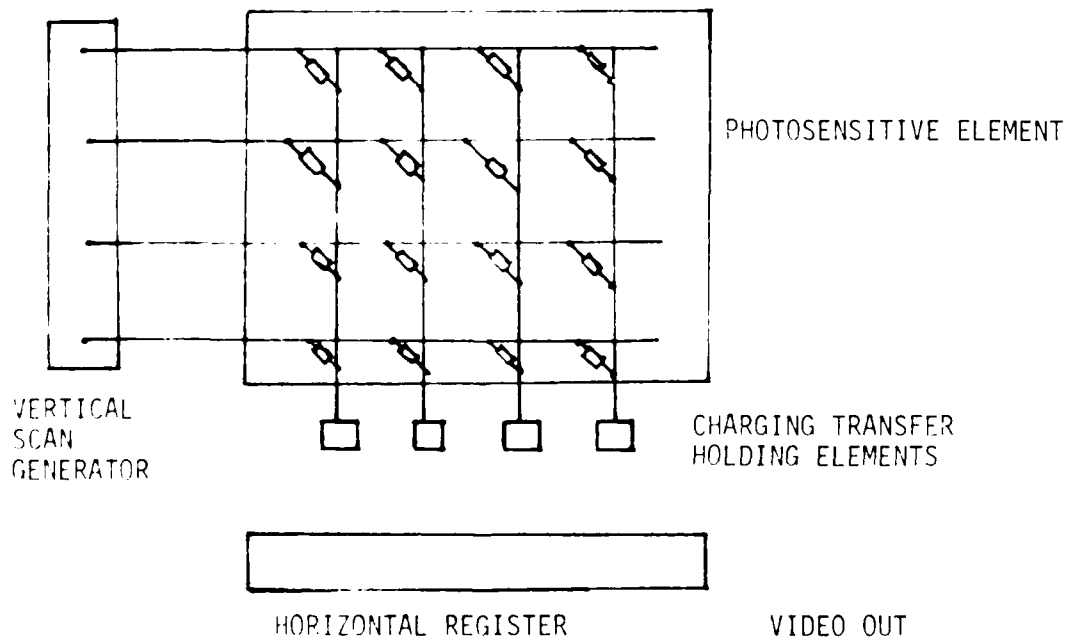 PHOTOSENSITIVE ELEMENT
VERTICAL
SCAN
GENERATOR
CHARGING TRANSFER
HOLDING ELEMENTS
HORIZONTAL REGISTER
VIDEO OUT